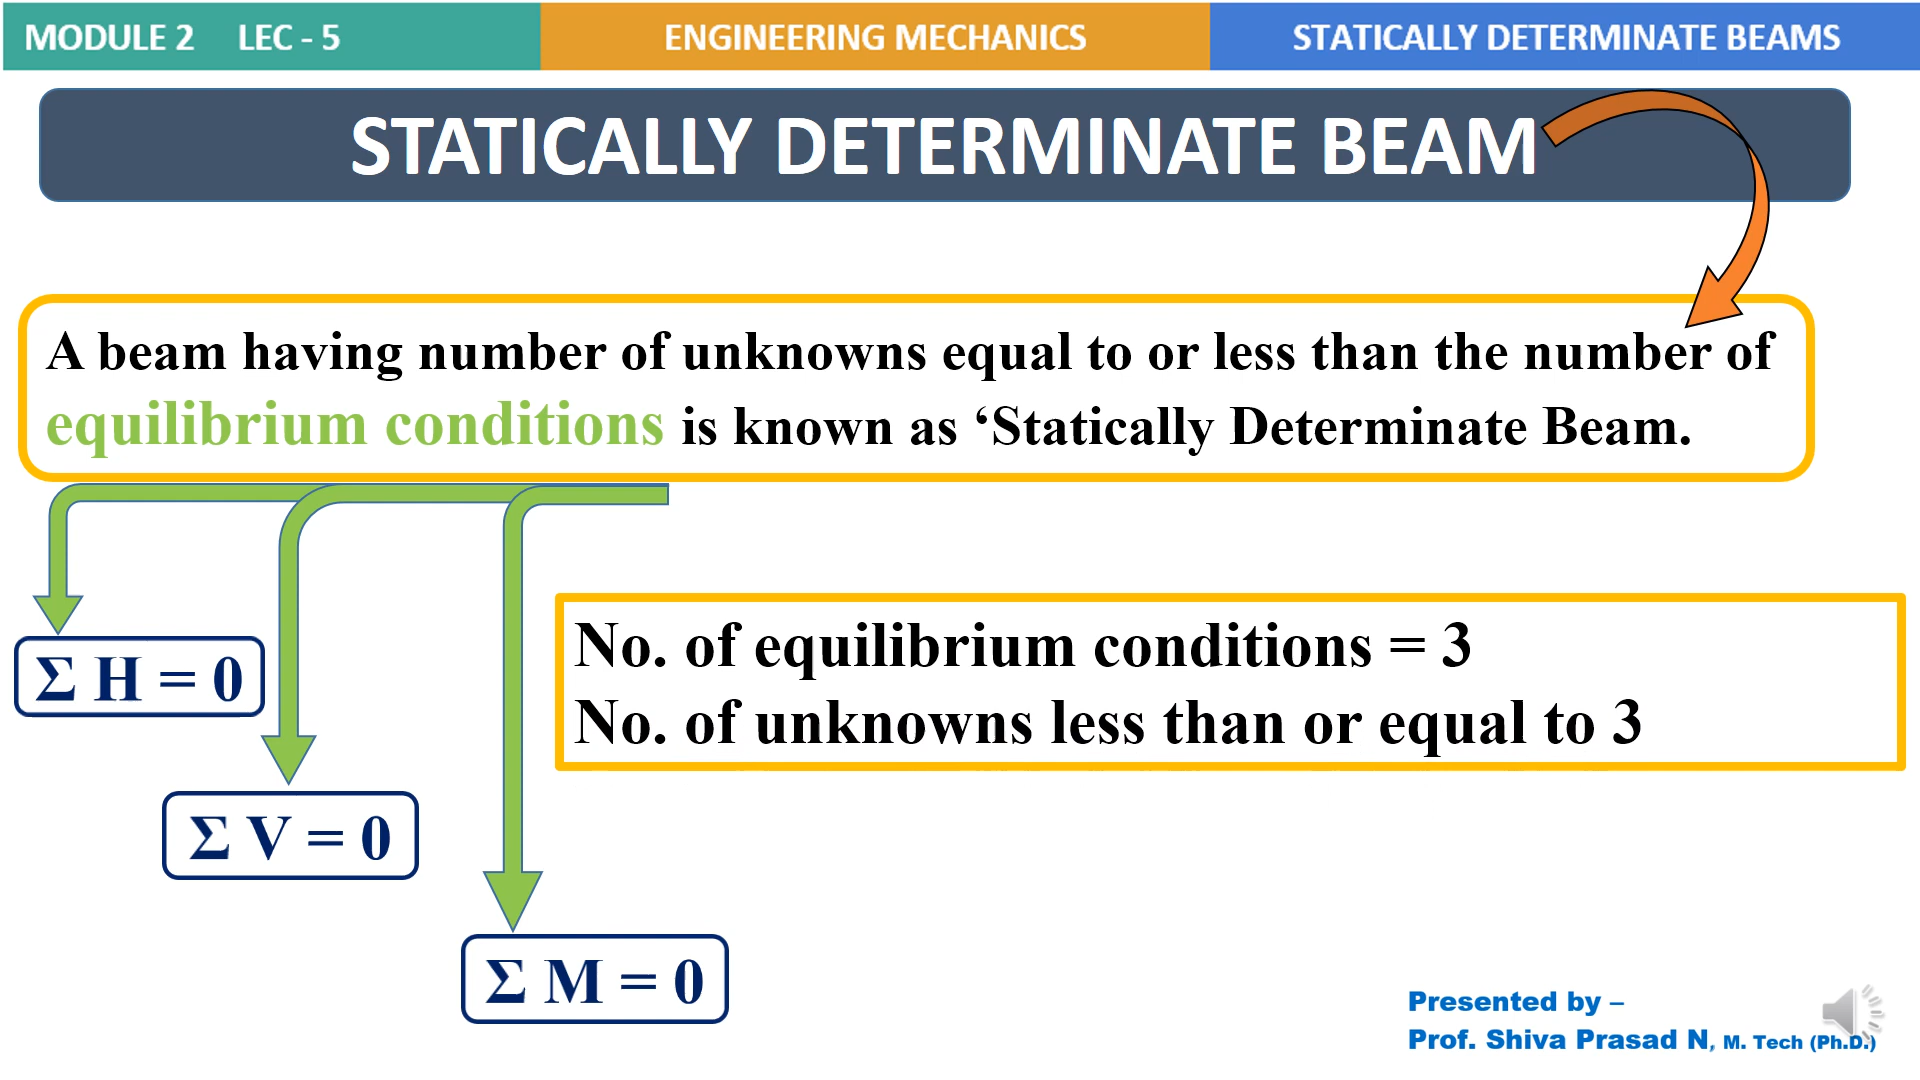 MODULE 2 LEC - 5 ENGINEERING MECHANICS STATICALLY DETERMINATE BEAMS
STATICALLY DETERMINATE BEAM
A beam having number of unknowns equal to or less than the number of
equilibrium conditions is known as ‘Statically Determinate Beam.
Σ H = 0
No. of equilibrium conditions = 3
No. of unknowns less than or equal to 3
Σ V = 0
Σ M = 0
Presented by –
Prof. Shiva Prasad N, M. Tech (Ph.D.)